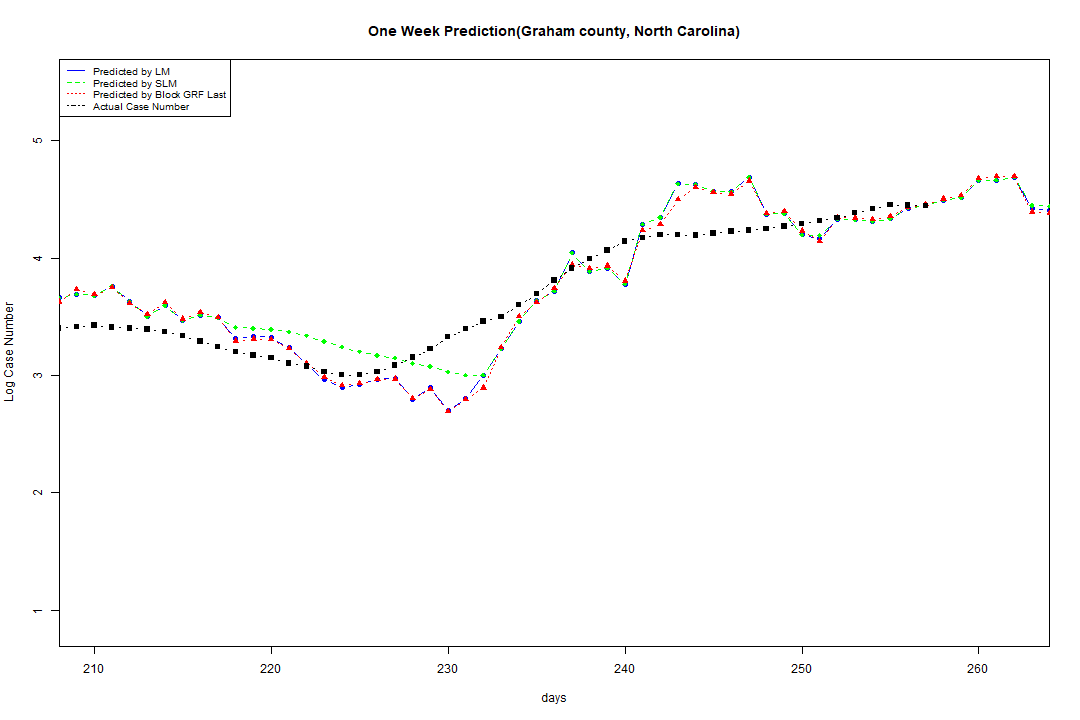 One Week Prediction(Graham county, North Carolina)
Predicted by LM
Predicted by SLM
Predicted by Block GRF Last
Actual Case Number
5
4
3
2
1
Log Case Number
210 220 230 240 250 260
days